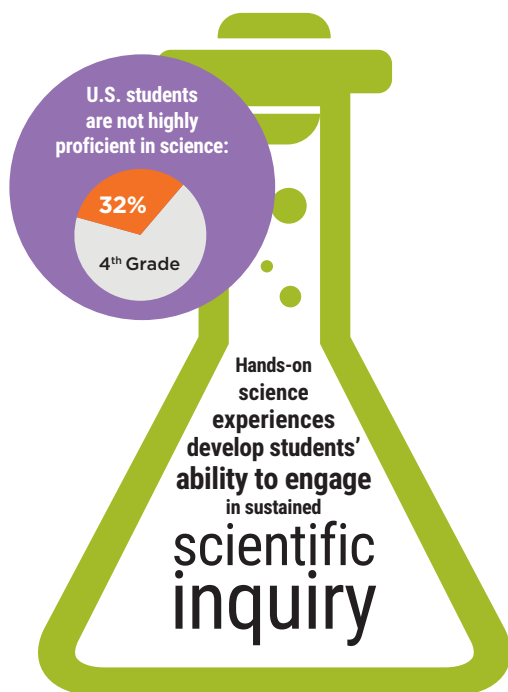 U.S. students
are not highly
proficient in science:
32%
4th Grade
Hands-on
science
experiences
develop students’
ability to engage
in sustained
scientific
inquiry